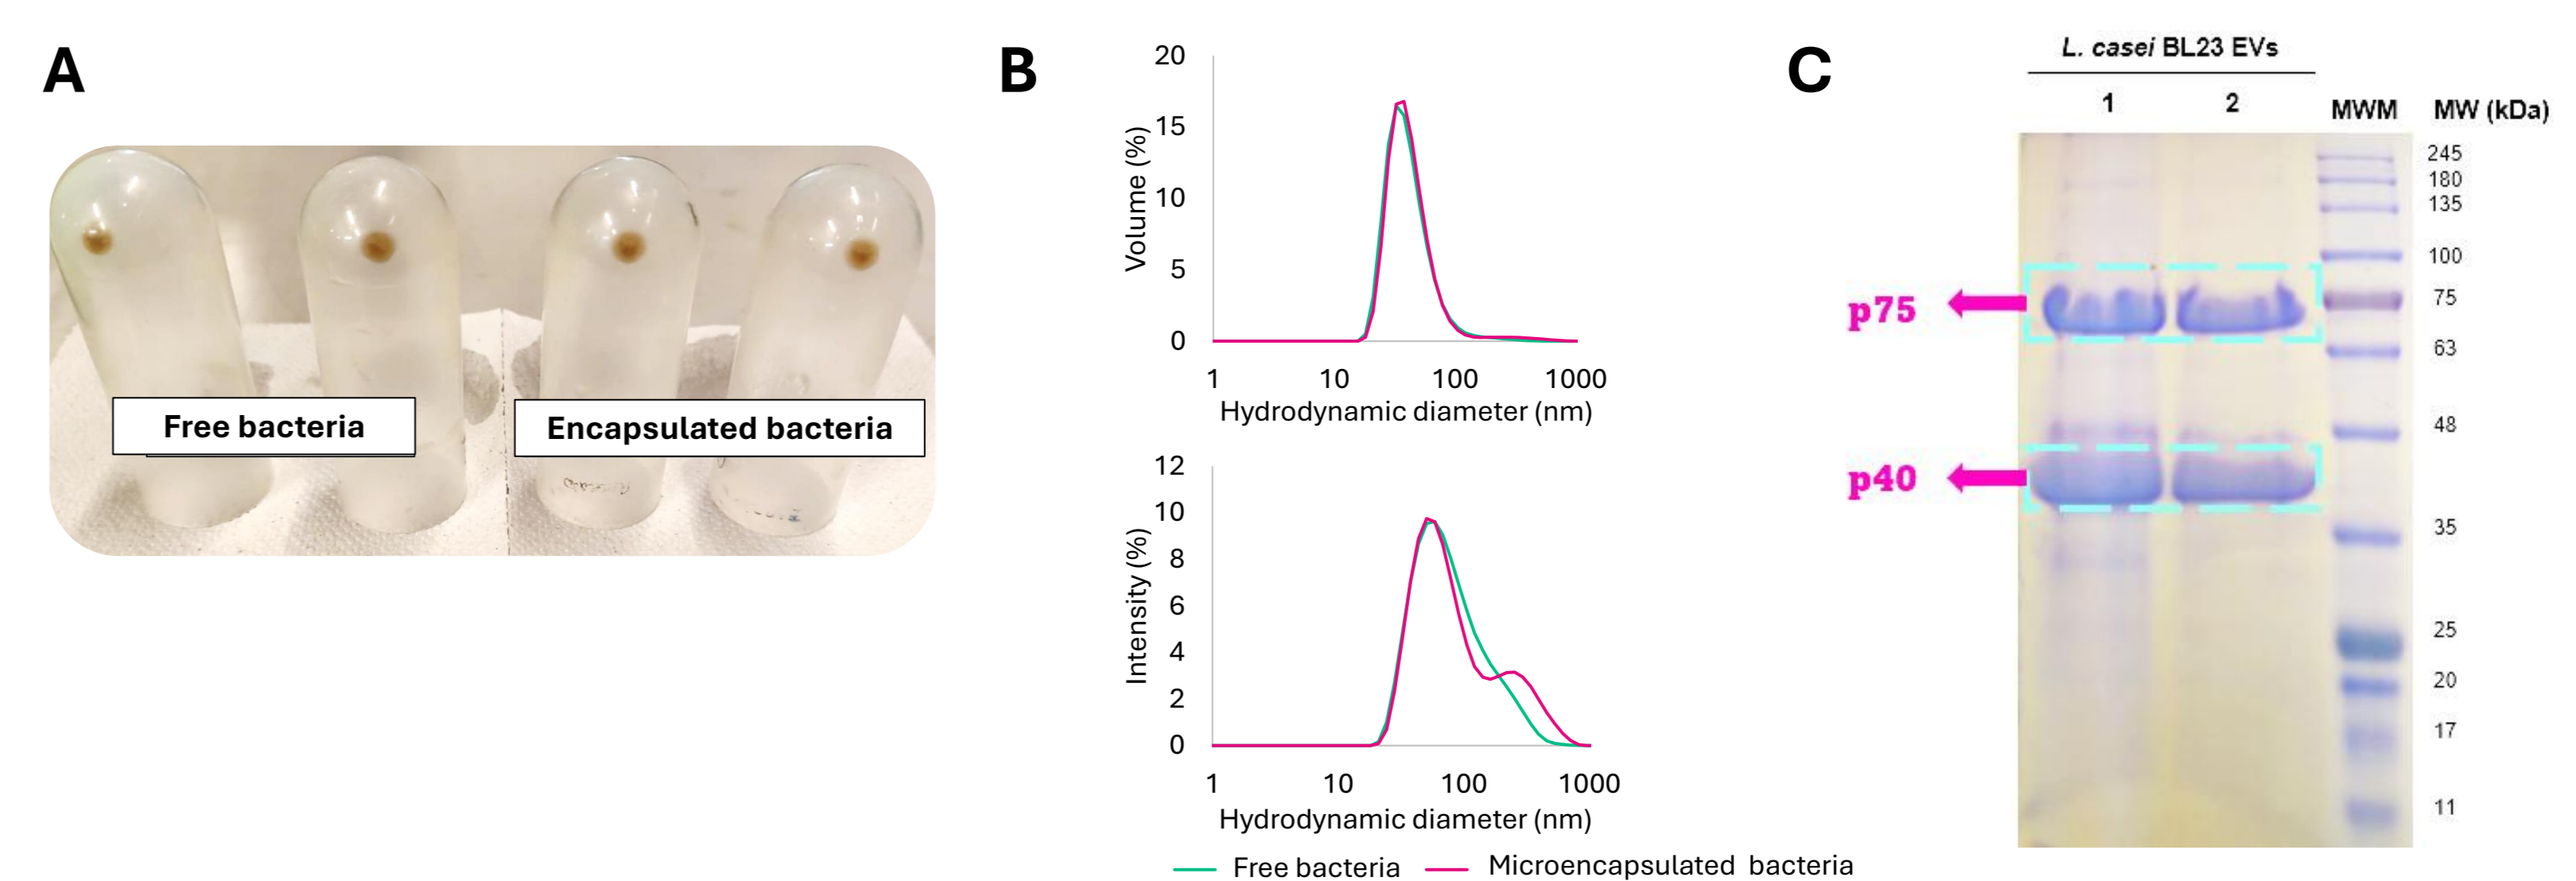 A
Free bacteria
Encapsulated bacteria
B
20
15
10
5
0
Volume (%)
1 10 100 1000
Hydrodynamic diameter (nm)
12
10
8
6
4
2
0
Intensity (%)
1 10 100 1000
Hydrodynamic diameter (nm)
Free bacteria
Microencapsulated bacteria
C
L. casei BL23 EVs
1 2 MWM MW (kDa)
245
180
135
100
p75
75
63
48
p40
35
25
20
17
11